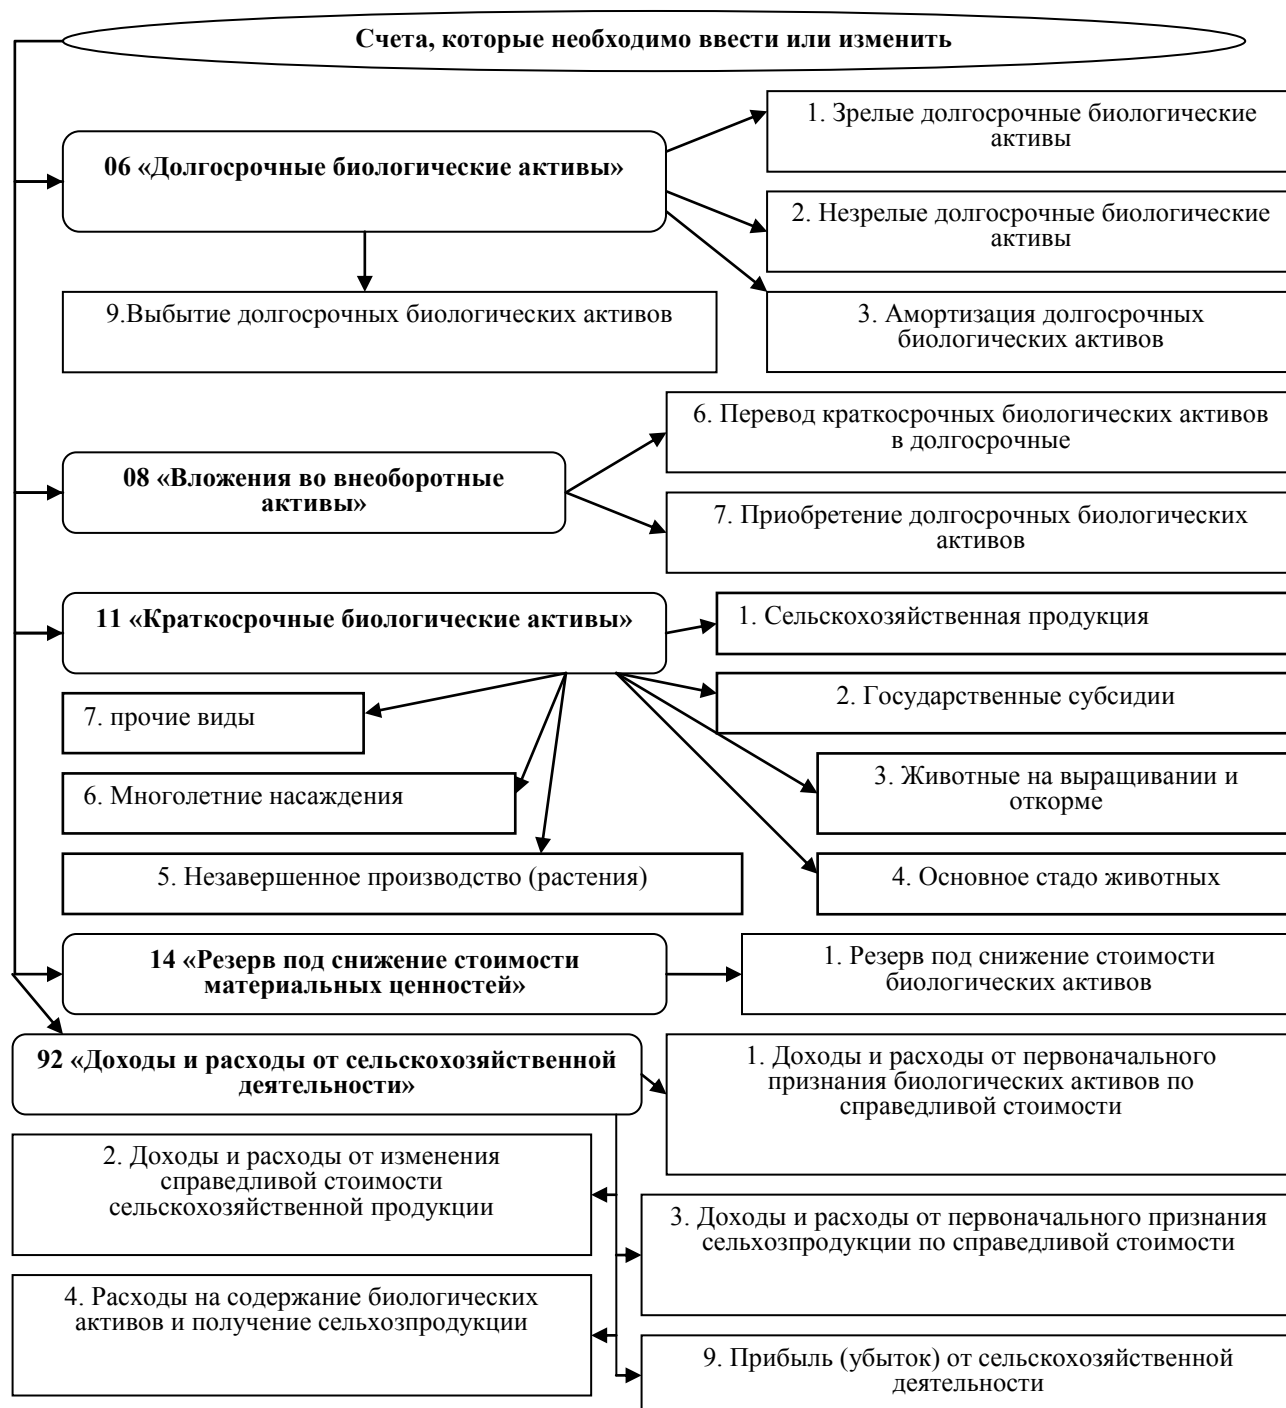 Счета, которые необходимо ввести или изменить
1. Зрелые долгосрочные биологические
активы
06 «Долгосрочные биологические активы»
2. Незрелые долгосрочные биологические
активы
9.Выбытие долгосрочных биологических активов
3. Амортизация долгосрочных
биологических активов
6. Перевод краткосрочных биологических активов
в долгосрочные
08 «Вложения во внеоборотные
активы»
7. Приобретение долгосрочных биологических
активов
11 «Краткосрочные биологические активы»
1. Сельскохозяйственная продукция
2. Государственные субсидии
7. прочие виды
3. Животные на выращивании и
откорме
6. Многолетние насаждения
5. Незавершенное производство (растения)
4. Основное стадо животных
14 «Резерв под снижение стоимости
материальных ценностей»
1. Резерв под снижение стоимости
биологических активов
92 «Доходы и расходы от сельскохозяйственной
деятельности»
1. Доходы и расходы от первоначального
признания биологических активов по
справедливой стоимости
2. Доходы и расходы от изменения
справедливой стоимости
сельскохозяйственной продукции
3. Доходы и расходы от первоначального признания
сельхозпродукции по справедливой стоимости
4. Расходы на содержание биологических
активов и получение сельхозпродукции
9. Прибыль (убыток) от сельскохозяйственной
деятельности